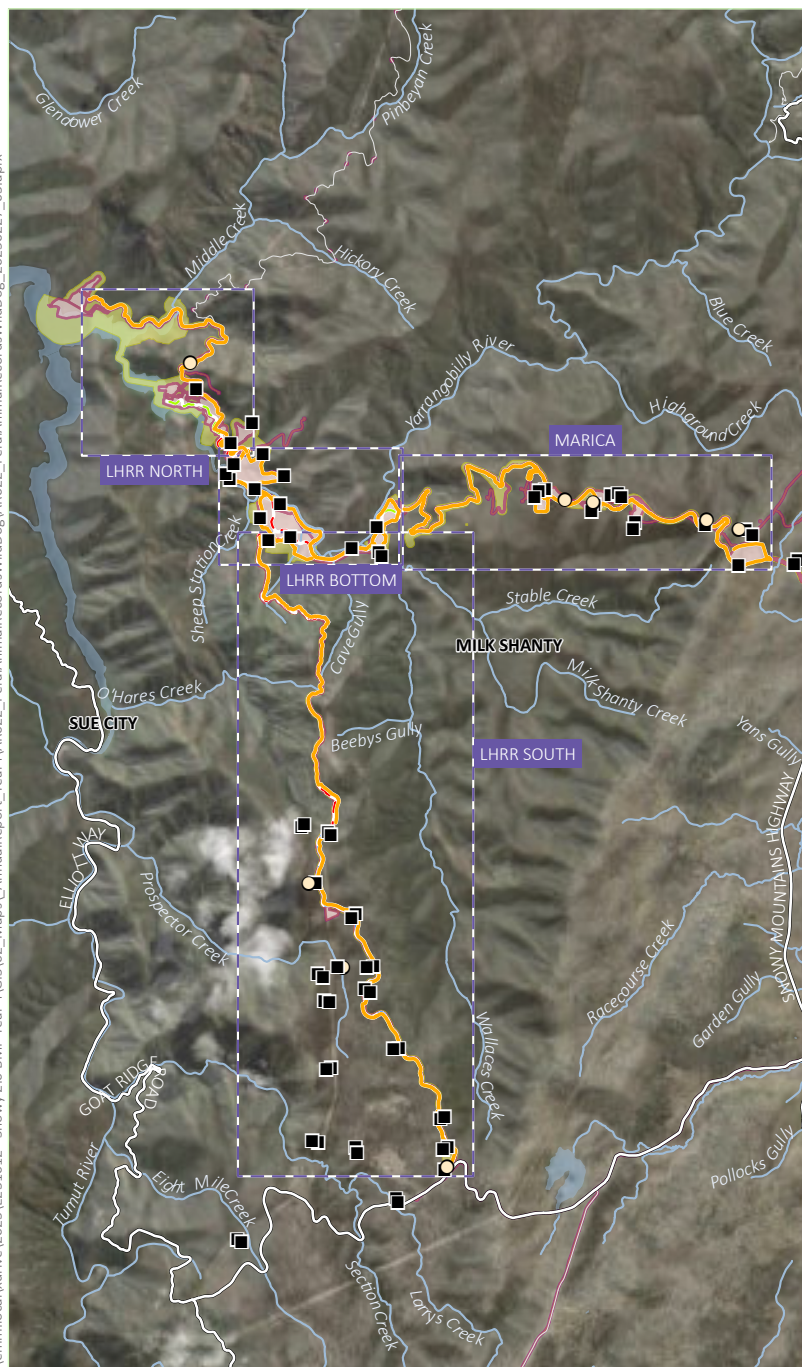 Glendower Creek
Pinbeyan Creek
Middle Creek
Hickory Creek
Blue Creek
Yarrangobilly River
Highground Creek
MARICA
LHRR NORTH
Sheep Station Creek
LHRR BOTTOM
Stable Creek
Cave Gully
MILK SHANTY
Milk Shanty Creek
O'Hares Creek
SUE CITY
Beebys Gully
LHRR SOUTH
Yans Gully
SNOWY MOUNTAINS HIGHWAY
ELLIOTT WAY
Prospector Creek
Racecourse Creek
Garden Gully
Wallaces Creek
GOAT RIDGE
ROAD
Tumut River
Eight Mile Creek
Pollocks Gully
Section Creek
Larrys Creek